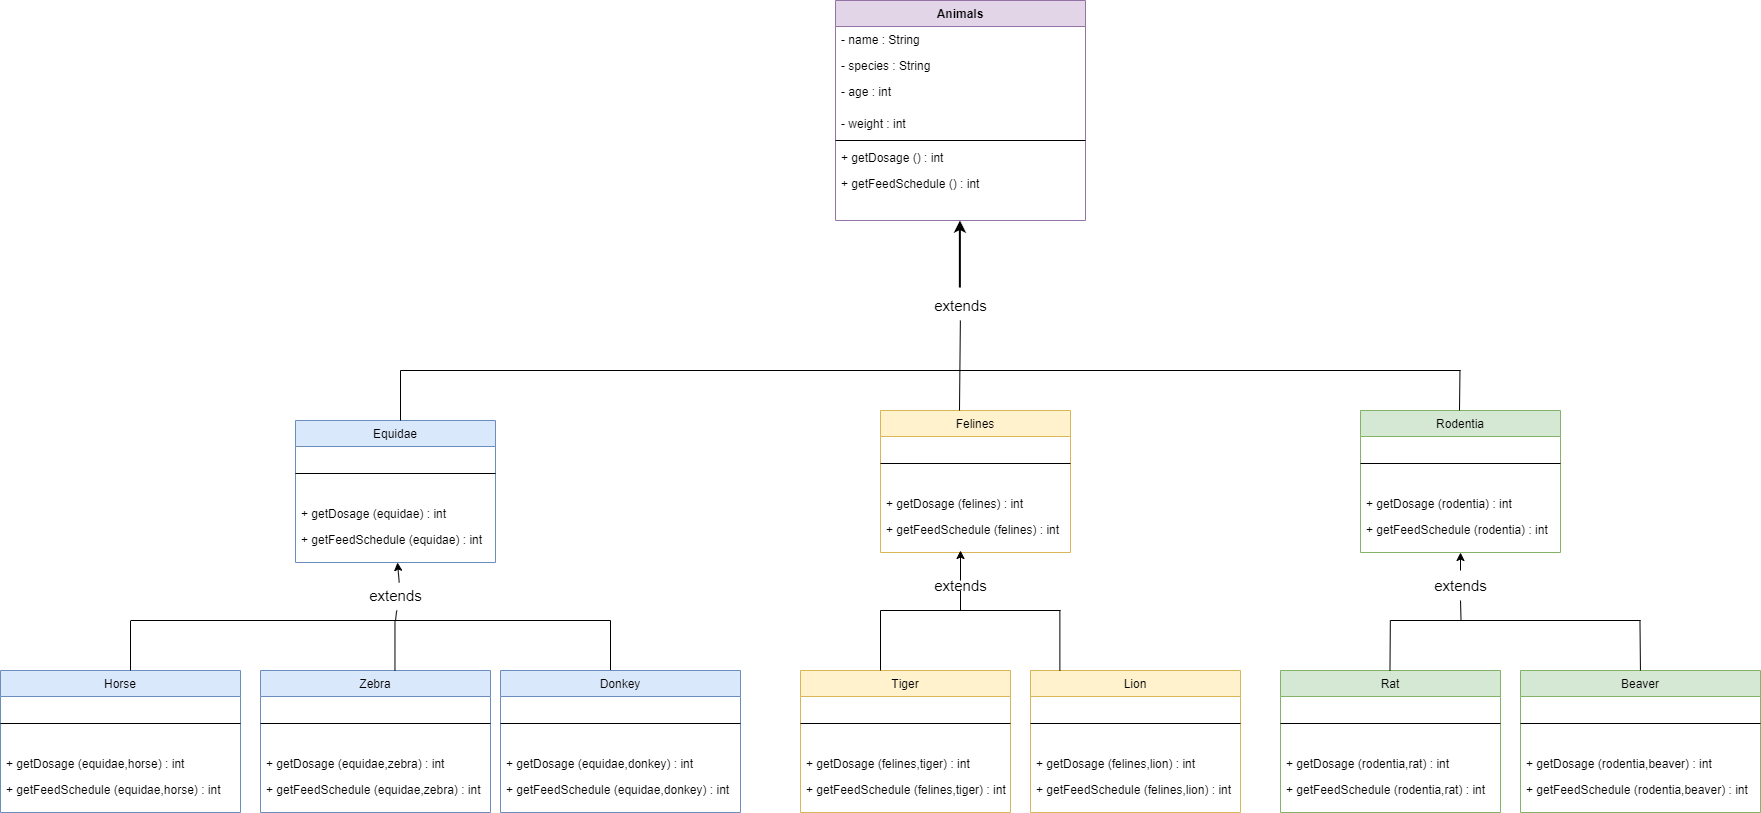 Animals
- name : String
- species : String
- age : int
- weight : int
+ getDosage () : int
+ getFeedSchedule () : int
extends
Equidae
+ getDosage (equidae) : int
+ getFeedSchedule (equidae) : int
Felines
+ getDosage (felines) : int
+ getFeedSchedule (felines) : int
Rodentia
+ getDosage (rodentia) : int
+ getFeedSchedule (rodentia) : int
extends
extends
extends
Horse
+ getDosage (equidae,horse) : int
+ getFeedSchedule (equidae,horse) : int
Zebra
+ getDosage (equidae,zebra) : int
+ getFeedSchedule (equidae,zebra) : int
Donkey
+ getDosage (equidae,donkey) : int
+ getFeedSchedule (equidae,donkey) : int
Tiger
+ getDosage (felines,tiger) : int
+ getFeedSchedule (felines,tiger) : int
Lion
+ getDosage (felines,lion) : int
+ getFeedSchedule (felines,lion) : int
Rat
+ getDosage (rodentia,rat) : int
+ getFeedSchedule (rodentia,rat) : int
Beaver
+ getDosage (rodentia,beaver) : int
+ getFeedSchedule (rodentia,beaver) : int